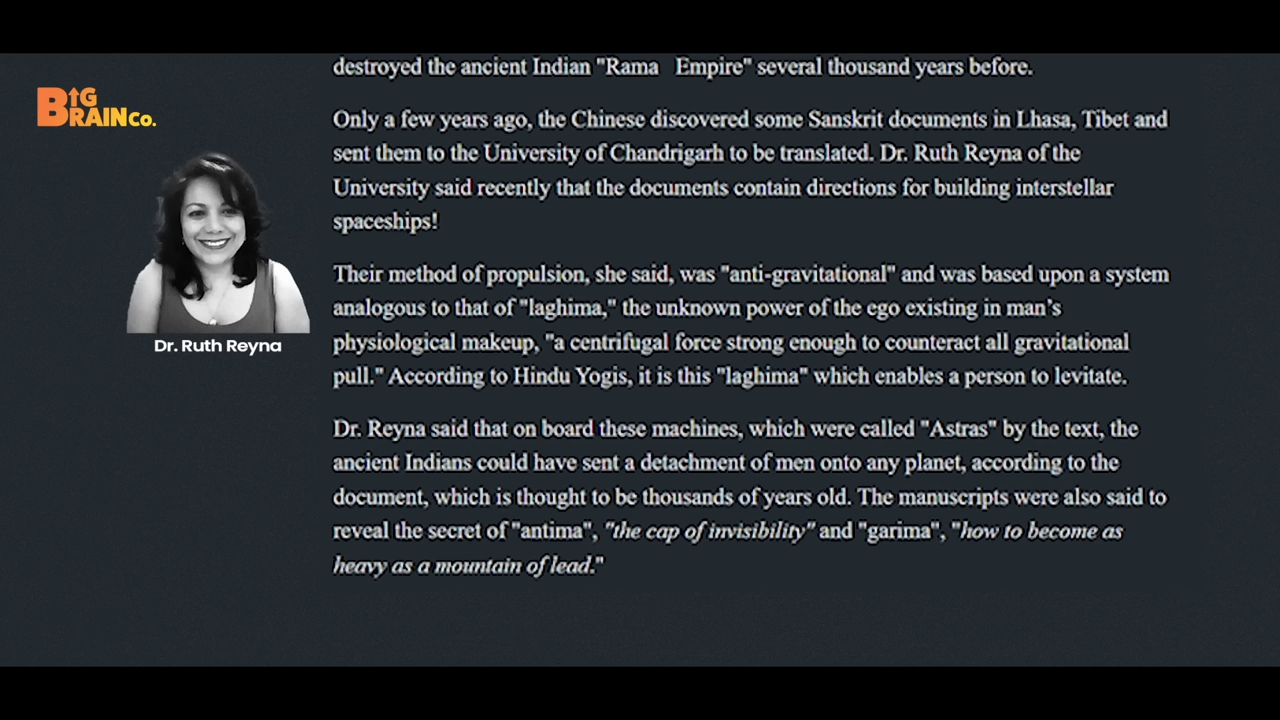 BIG
BRAINCO.
destroyed the ancient Indian "Rama Empire" several thousand years before.
Only a few years ago, the Chinese discovered some Sanskrit documents in Lhasa, Tibet and
sent them to the University of Chandrigarh to be translated. Dr. Ruth Reyna of the
University said recently that the documents contain directions for building interstellar
spaceships!
Their method of propulsion, she said, was "anti-gravitational" and was based upon a system
analogous to that of "laghima," the unknown power of the ego existing in man’s
physiological makeup, "a centrifugal force strong enough to counteract all gravitational
pull." According to Hindu Yogis, it is this "laghima" which enables a person to levitate.
Dr. Reyna said that on board these machines, which were called "Astras" by the text, the
ancient Indians could have sent a detachment of men onto any planet, according to the
document, which is thought to be thousands of years old. The manuscripts were also said to
reveal the secret of "antima", "the cap of invisibility" and "garima", "how to become as
heavy as a mountain of lead."
Dr. Ruth Reyna